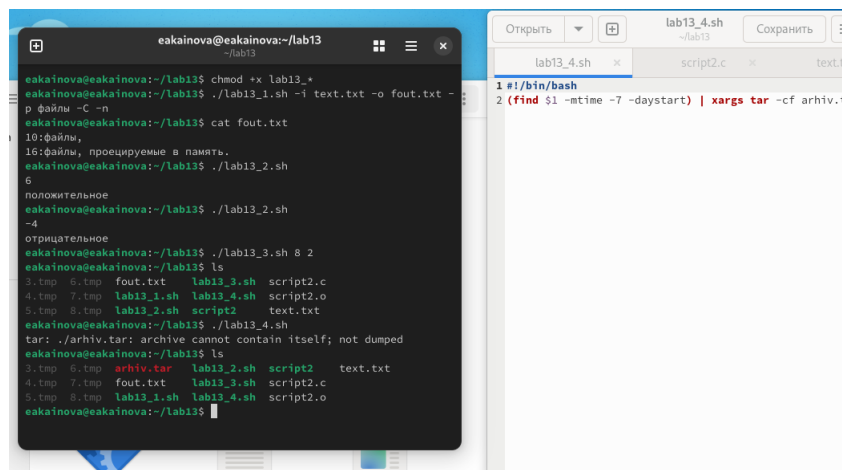 eakainova@eakainova:~/lab13
~/lab13
eakainova@eakainova:~/lab13$ chmod +x lab13_*
eakainova@eakainova:~/lab13$ ./lab13_1.sh -i text.txt -o fout.txt -
p файлы -C -n
eakainova@eakainova:~/lab13$ cat fout.txt
10:файлы,
16:файлы, проецируемые в память.
eakainova@eakainova:~/lab13$ ./lab13_2.sh
6
положительное
eakainova@eakainova:~/lab13$ ./lab13_2.sh
-4
отрицательное
eakainova@eakainova:~/lab13$ ./lab13_3.sh 8 2
eakainova@eakainova:~/lab13$ ls
3.tmp 6.tmp fout.txt lab13_3.sh script2.c
4.tmp 7.tmp lab13_1.sh lab13_4.sh script2.o
5.tmp 8.tmp lab13_2.sh script2 text.txt
eakainova@eakainova:~/lab13$ ./lab13_4.sh
tar: ./arhiv.tar: archive cannot contain itself; not dumped
eakainova@eakainova:~/lab13$ ls
3.tmp 6.tmp arhiv.tar lab13_2.sh script2 text.txt
4.tmp 7.tmp fout.txt lab13_3.sh script2.c
5.tmp 8.tmp lab13_1.sh lab13_4.sh script2.o
eakainova@eakainova:~/lab13$
Открыть
lab13_4.sh
~/lab13
Сохранить
lab13_4.sh script2.c text.
1 #!/bin/bash
2 (find $1 -mtime -7 -daystart) | xargs tar -cf arhiv.